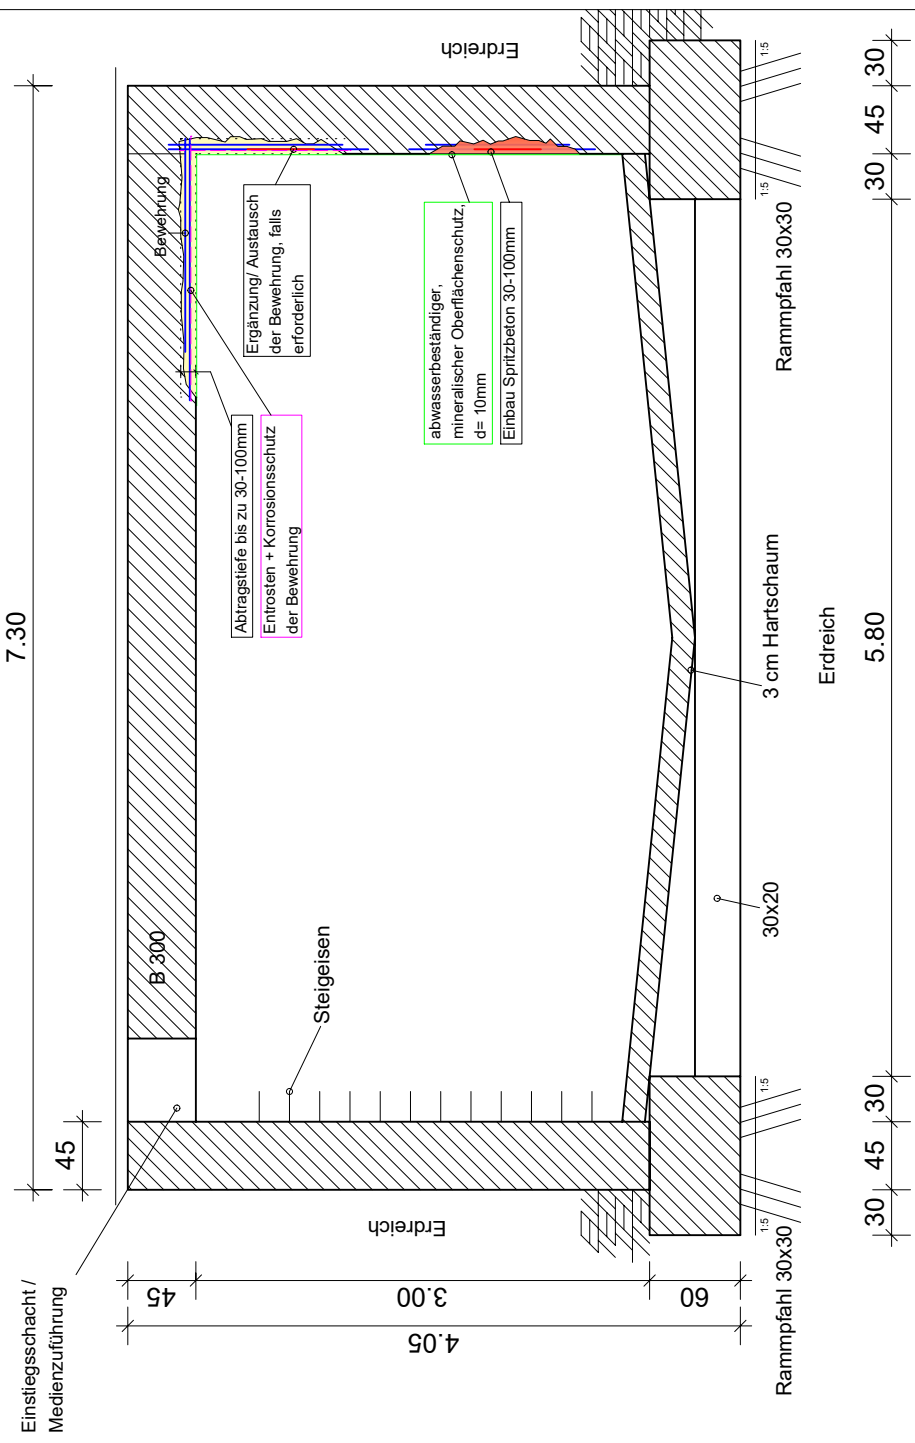 Einstiegsschacht /
Medienzuführung
7.30
45
B 300
Steigeisen
Bewehrung
Ergänzung/ Austausch
der Bewehrung, falls
erforderlich
Abtragstiefe bis zu 30-100mm
Entrosten + Korrosionsschutz
der Bewehrung
abwasserbeständiger,
mineralischer Oberflächenschutz,
d= 10mm
Einbau Spritzbeton 30-100mm
Erdreich
Erdreich
45
3.00
60
4.05
30x20
3 cm Hartschaum
Erdreich
1:5
1:5
1:5
1:5
Rammpfahl 30x30
Rammpfahl 30x30
30
45
30
5.80
30
45
30